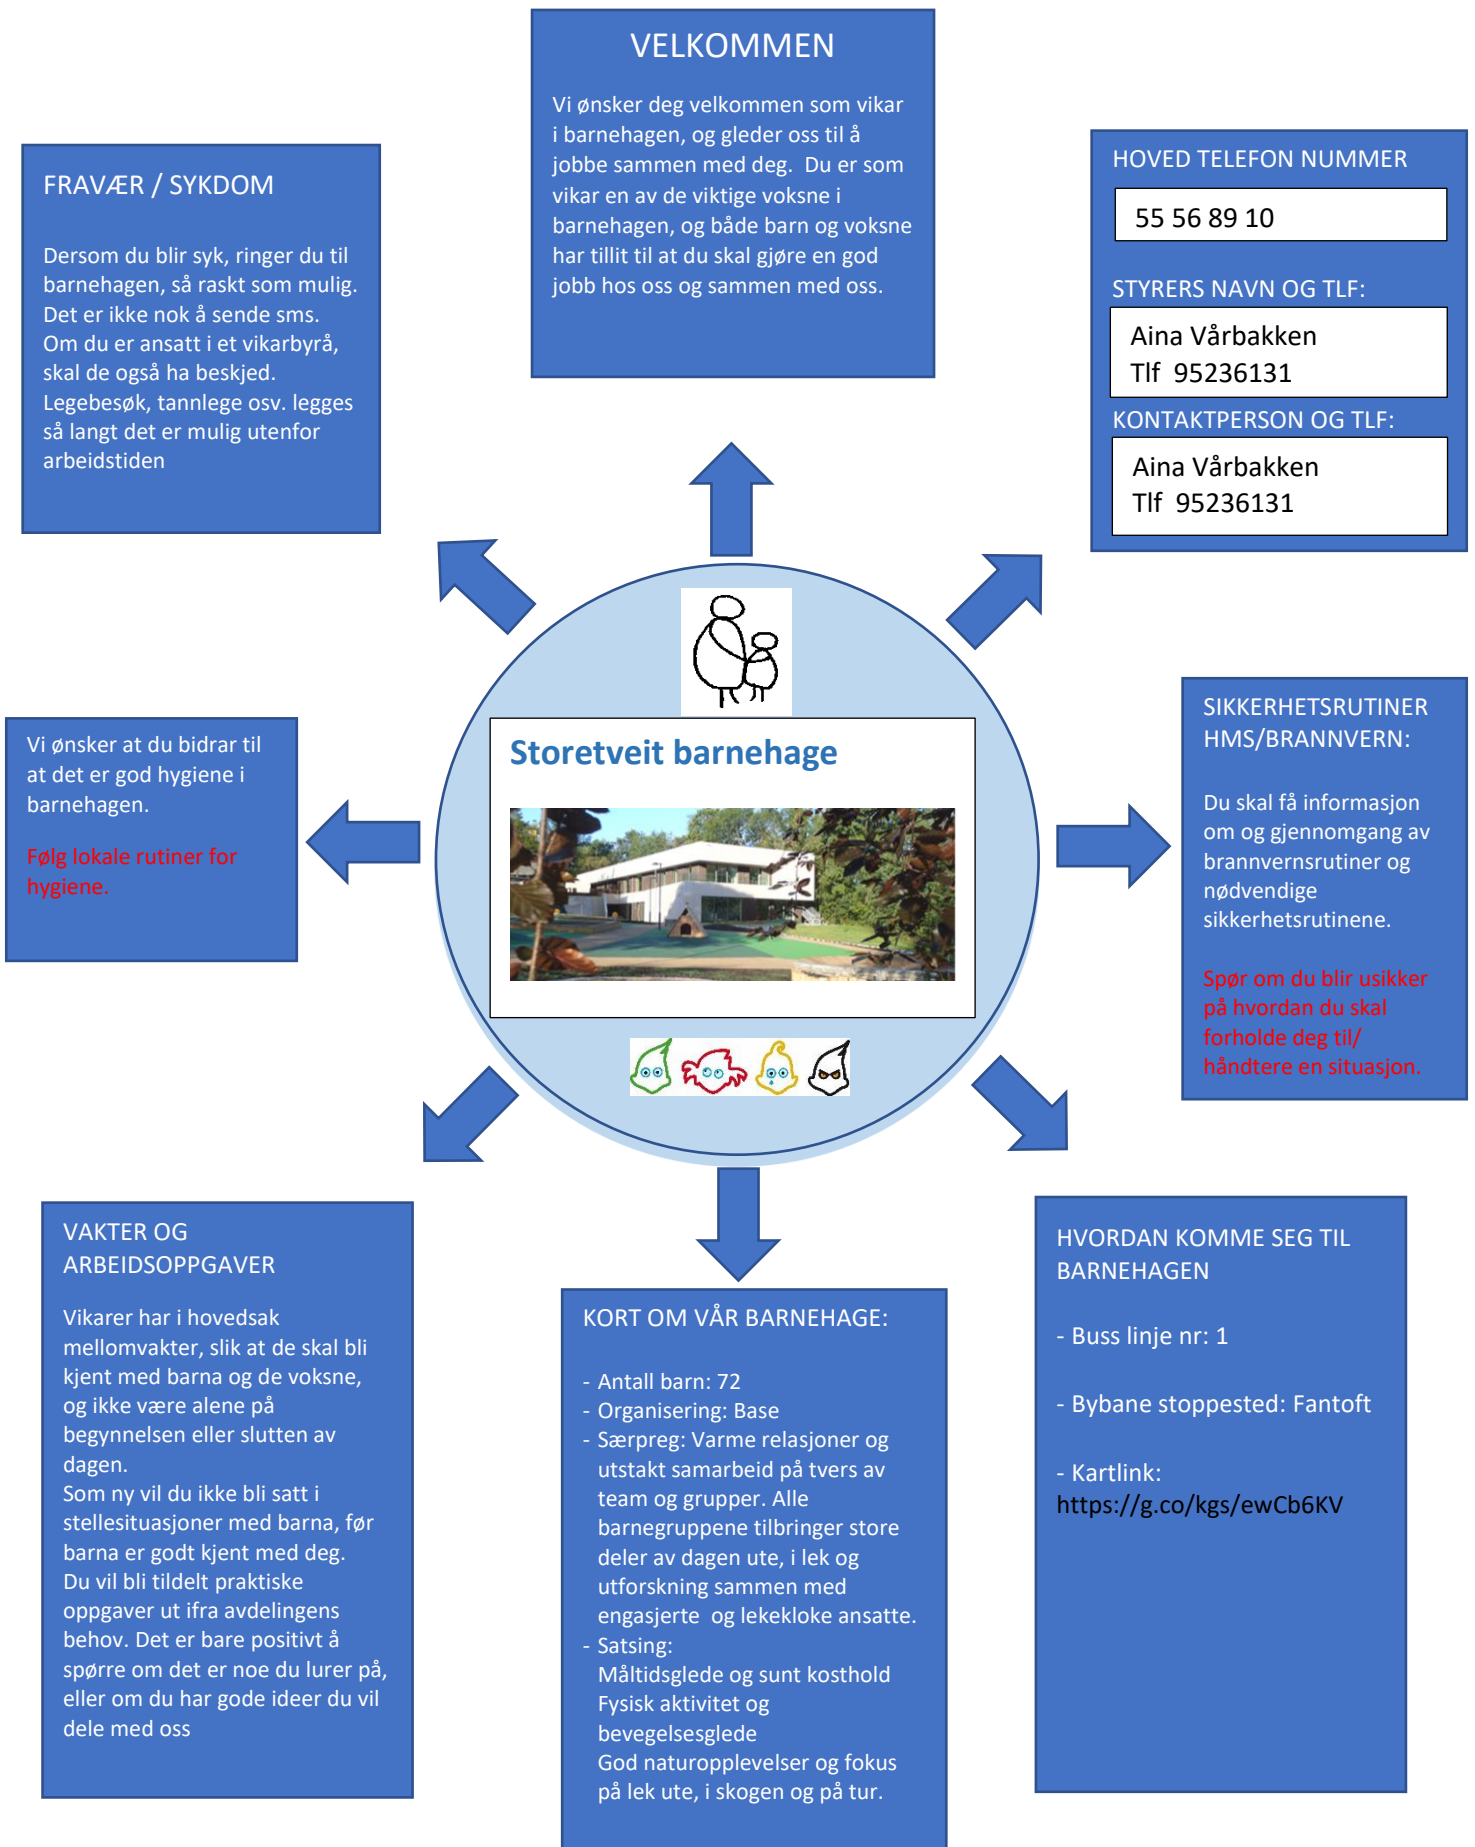 VELKOMMEN
Vi ønsker deg velkommen som vikar
i barnehagen, og gleder oss til å
jobbe sammen med deg.  Du er som
vikar en av de viktige voksne i
barnehagen, og både barn og voksne
har tillit til at du skal gjøre en god
jobb hos oss og sammen med oss.
FRAVÆR / SYKDOM
Dersom du blir syk, ringer du til
barnehagen, så raskt som mulig.
Det er ikke nok å sende sms.
Om du er ansatt i et vikarbyrå,
skal de også ha beskjed.
Legebesøk, tannlege osv. legges
så langt det er mulig utenfor
arbeidstiden
HOVED TELEFON NUMMER
55 56 89 10
STYRERS NAVN OG TLF:
Aina Vårbakken
Tlf  95236131
KONTAKTPERSON OG TLF:
Aina Vårbakken
Tlf  95236131
Storetveit barnehage
Vi ønsker at du bidrar til
at det er god hygiene i
barnehagen.
Følg lokale rutiner for
hygiene.
SIKKERHETSRUTINER
HMS/BRANNVERN:
Du skal få informasjon
om og gjennomgang av
brannvernsrutiner og
nødvendige
sikkerhetsrutinene.
Spør om du blir usikker
på hvordan du skal
forholde deg til/
håndtere en situasjon.
VAKTER OG
ARBEIDSOPPGAVER
Vikarer har i hovedsak
mellomvakter, slik at de skal bli
kjent med barna og de voksne,
og ikke være alene på
begynnelsen eller slutten av
dagen.
Som ny vil du ikke bli satt i
stellesituasjoner med barna, før
barna er godt kjent med deg.
Du vil bli tildelt praktiske
oppgaver ut ifra avdelingens
behov. Det er bare positivt å
spørre om det er noe du lurer på,
eller om du har gode ideer du vil
dele med oss
KORT OM VÅR BARNEHAGE:
- Antall barn: 72
- Organisering: Base
- Særpreg: Varme relasjoner og
utstakt samarbeid på tvers av
team og grupper. Alle
barnegruppene tilbringer store
deler av dagen ute, i lek og
utforskning sammen med
engasjerte  og lekekloke ansatte.
- Satsing:
Måltidsglede og sunt kosthold
Fysisk aktivitet og
bevegelsesglede
God naturopplevelser og fokus
på lek ute, i skogen og på tur.
HVORDAN KOMME SEG TIL
BARNEHAGEN
- Buss linje nr: 1
- Bybane stoppested: Fantoft
- Kartlink:
https://g.co/kgs/ewCb6KV